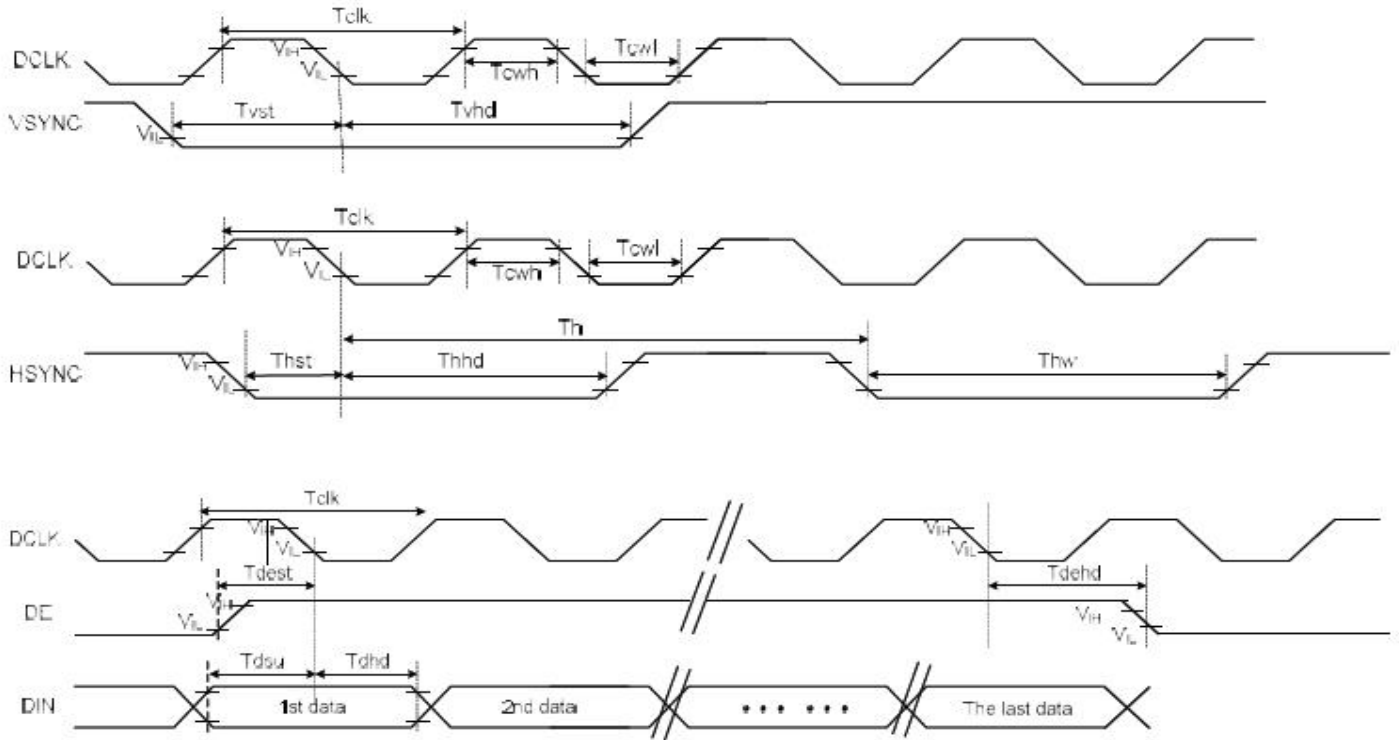 Tclk
DCLK
VIH
VIL
Tcwh
Tcwl
VSYNC
VIL
Tvst
Tvhd
Tclk
DCLK
VIH
VIL
Tcwh
Tcwl
Th
HSYNC
VIH
VIL
Thst
Thhd
Thw
Tclk
DCLK
VIH
VIL
VIH
VIL
Tdest
Tdehd
DE
VIH
VIL
VIH
VIL
Tdsu
Tdhd
DIN
1st data
2nd data
••• •••
The last data